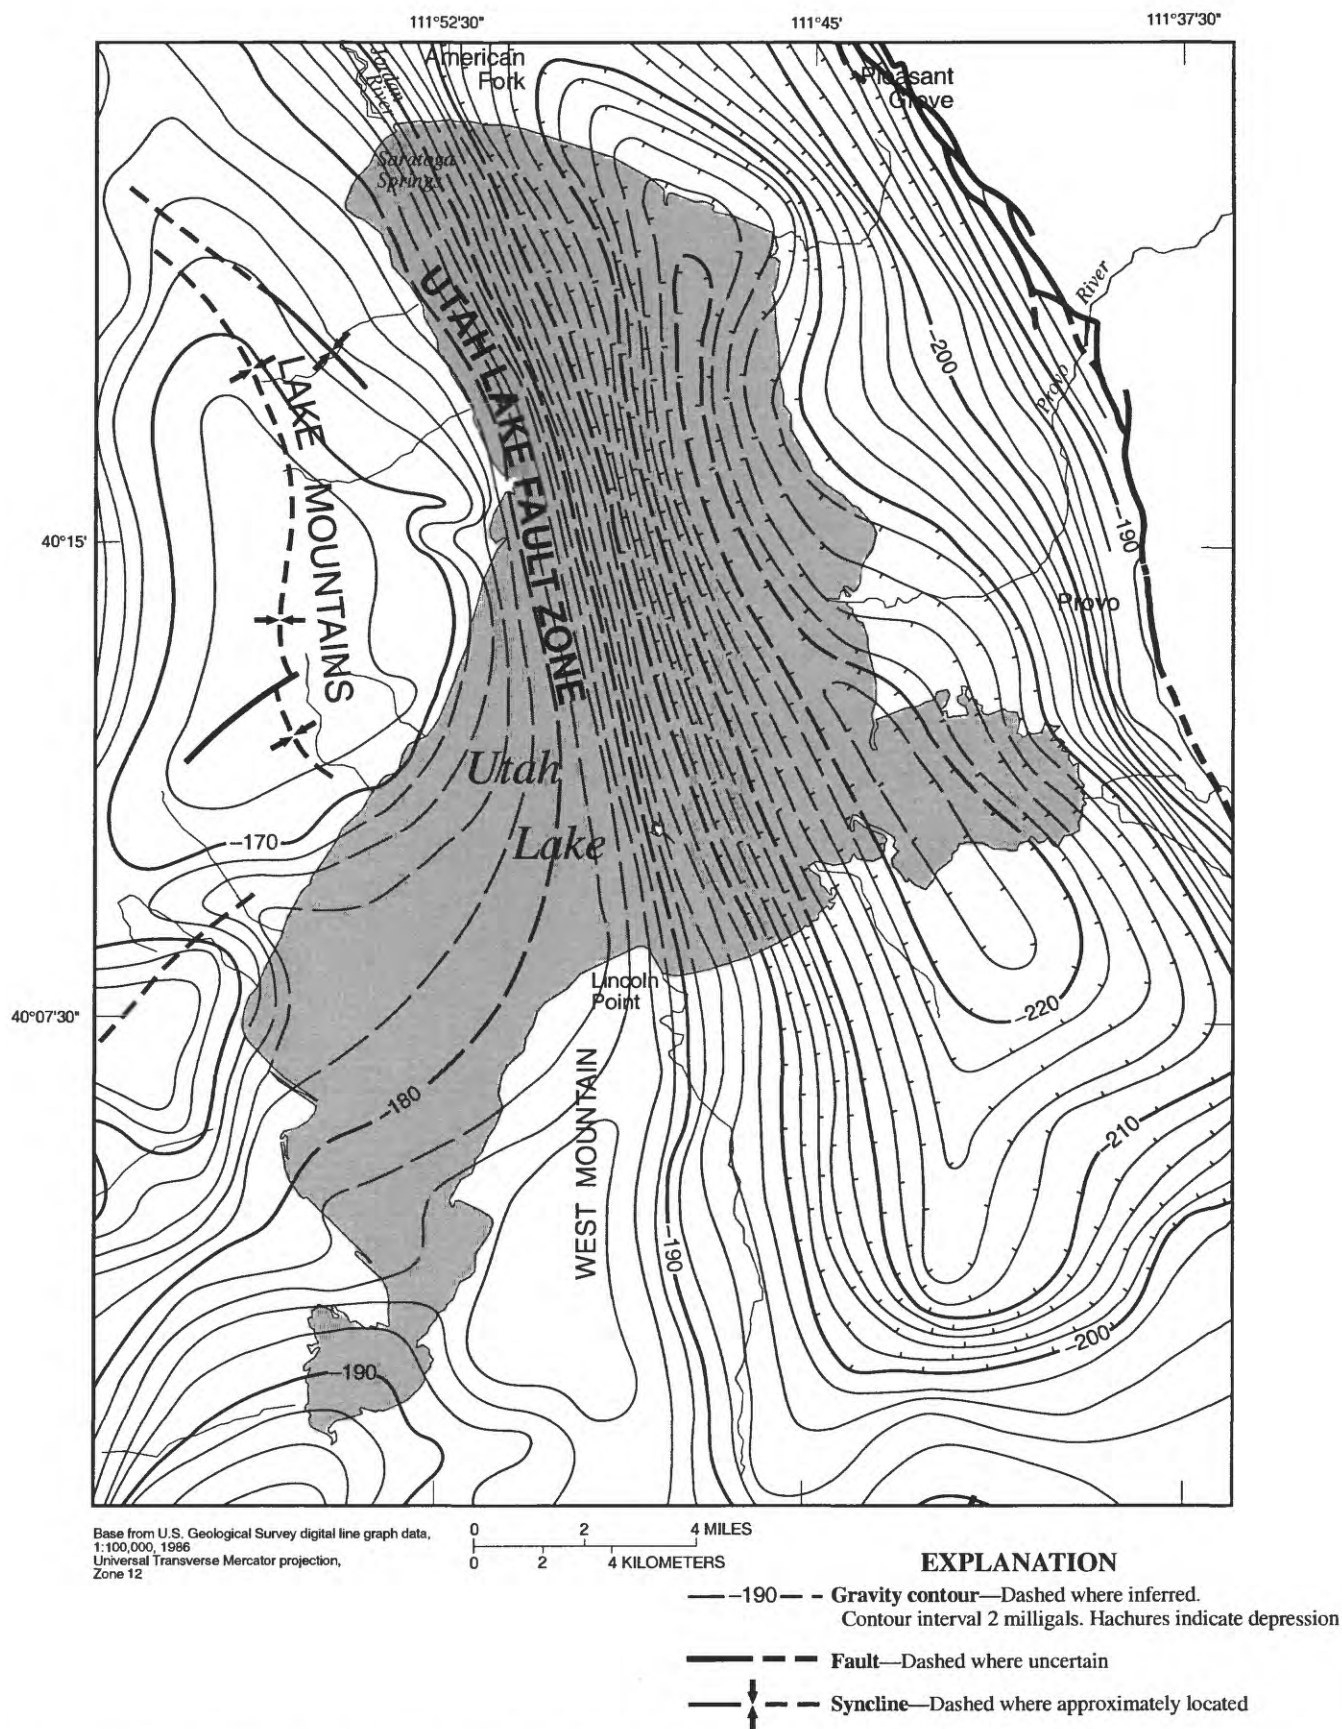 111°52'30"
111°45'
111°37'30"
American
Fork
Jordan
River
Pleasant
Grove
Saratoga
Springs
River
Provo
UTAH LAKE FAULT ZONE
LAKE MOUNTAINS
–200
40°15'
–190
Provo
Utah
Lake
–170
Lincoln
Point
–220
40°07'30"
–180
WEST MOUNTAIN
–210
–190
–200
–190
Base from U.S. Geological Survey digital line graph data,
1:100,000, 1986
Universal Transverse Mercator projection,
Zone 12
0 2 4 MILES
0 2 4 KILOMETERS
EXPLANATION
–190 Gravity contour—Dashed where inferred.
Contour interval 2 milligals. Hachures indicate depression
Fault—Dashed where uncertain
Syncline—Dashed where approximately located